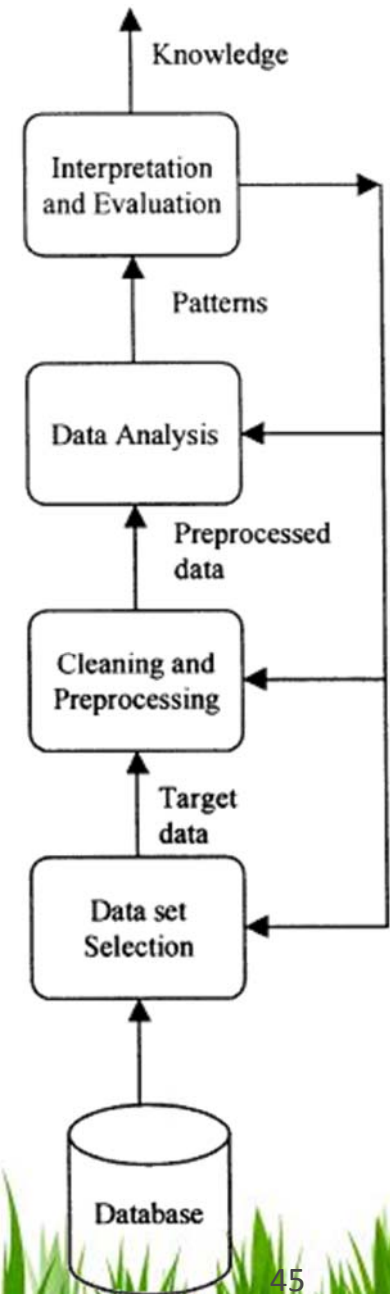 Knowledge
Interpretation
and Evaluation
Patterns
Data Analysis
Preprocessed
data
Cleaning and
Preprocessing
Target
data
Data set
Selection
Database
45